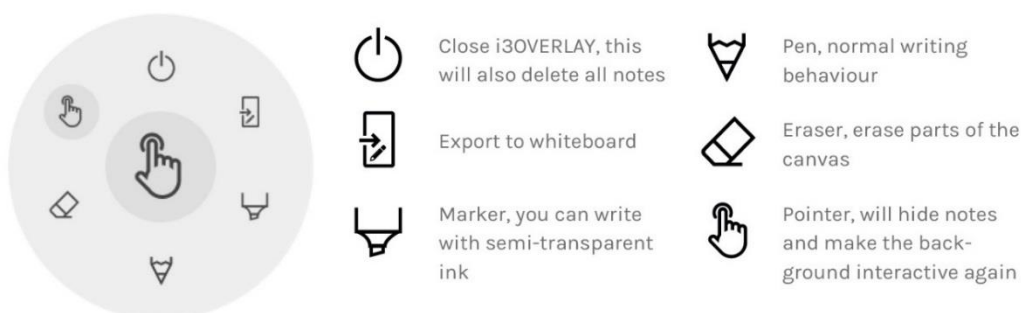 Close i3OVERLAY, this
will also delete all notes
Export to whiteboard
Marker, you can write
with semi-transparent
ink
Pen, normal writing
behaviour
Eraser, erase parts of the
canvas
Pointer, will hide notes
and make the back-
ground interactive again